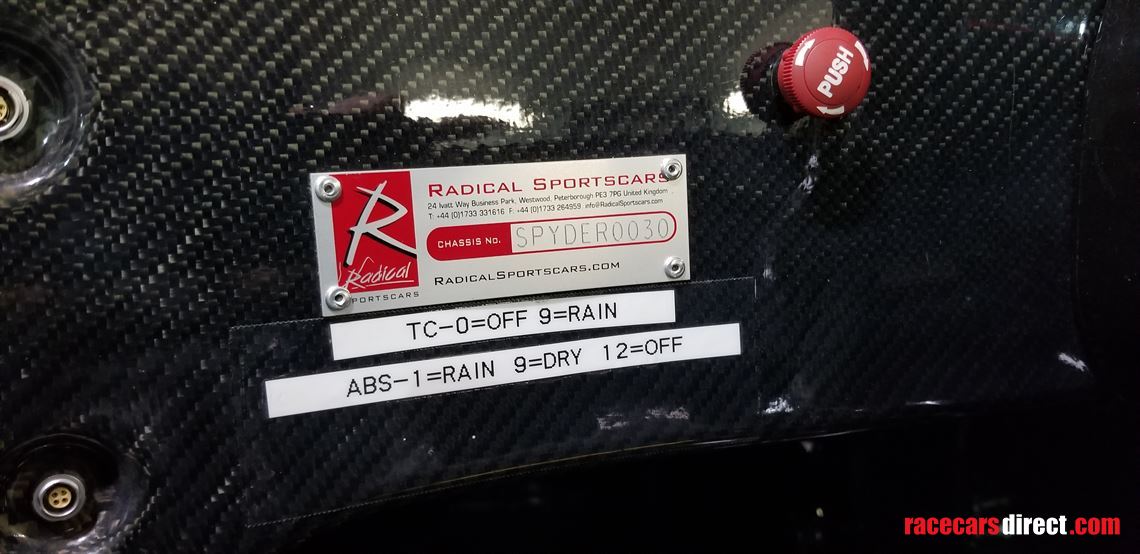 PUSH
R
Radical
SPORTSCARS
RADICAL SPORTSCARS
24 Ivatt Way Business Park, Westwood, Peterborough PE3 7PG United Kingdom
T: +44 (0)1733 331616 F: +44 (0)1733 264959 info@RadicalSportscars.com
CHASSIS No. SPYDER0030
RADICALSPORTSCARS.COM
TC-0=OFF 9=RAIN
ABS-1=RAIN 9=DRY 12=OFF
racecarsdirect.com